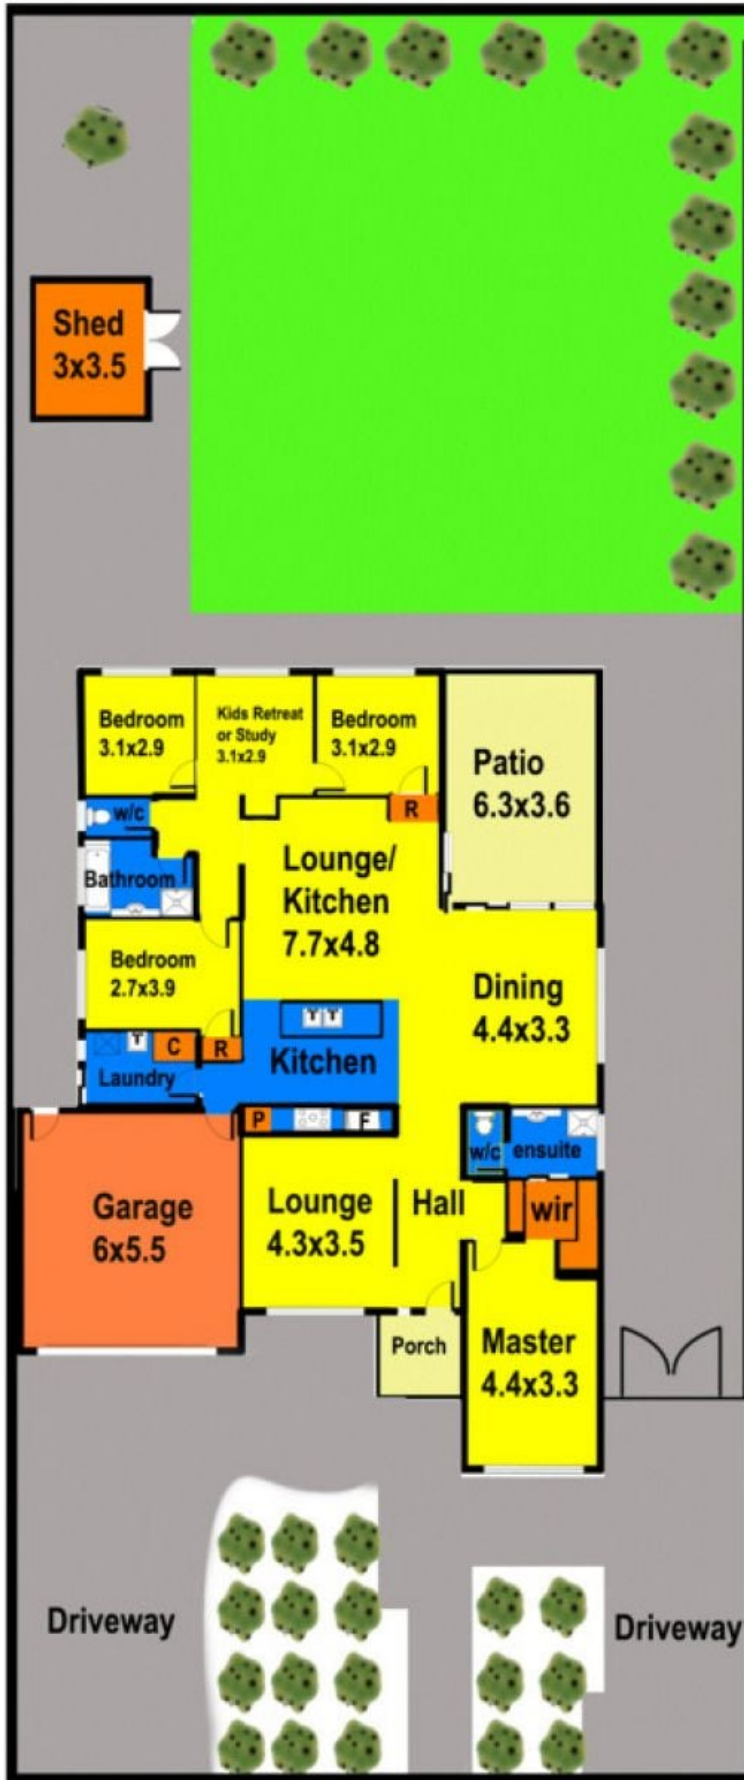 Shed
3x3.5
Bedroom
3.1x2.9
Kids Retreat
or Study
3.1x2.9
Bedroom
3.1x2.9
Patio
6.3x3.6
w/c
R
Bathroom
Lounge/
Kitchen
7.7x4.8
Bedroom
2.7x3.9
Dining
4.4x3.3
T
T T
C
R
Laundry
Kitchen
P
F
w/c
ensuite
Garage
6x5.5
Lounge
4.3x3.5
Hall
wir
Porch
Master
4.4x3.3
Driveway
Driveway